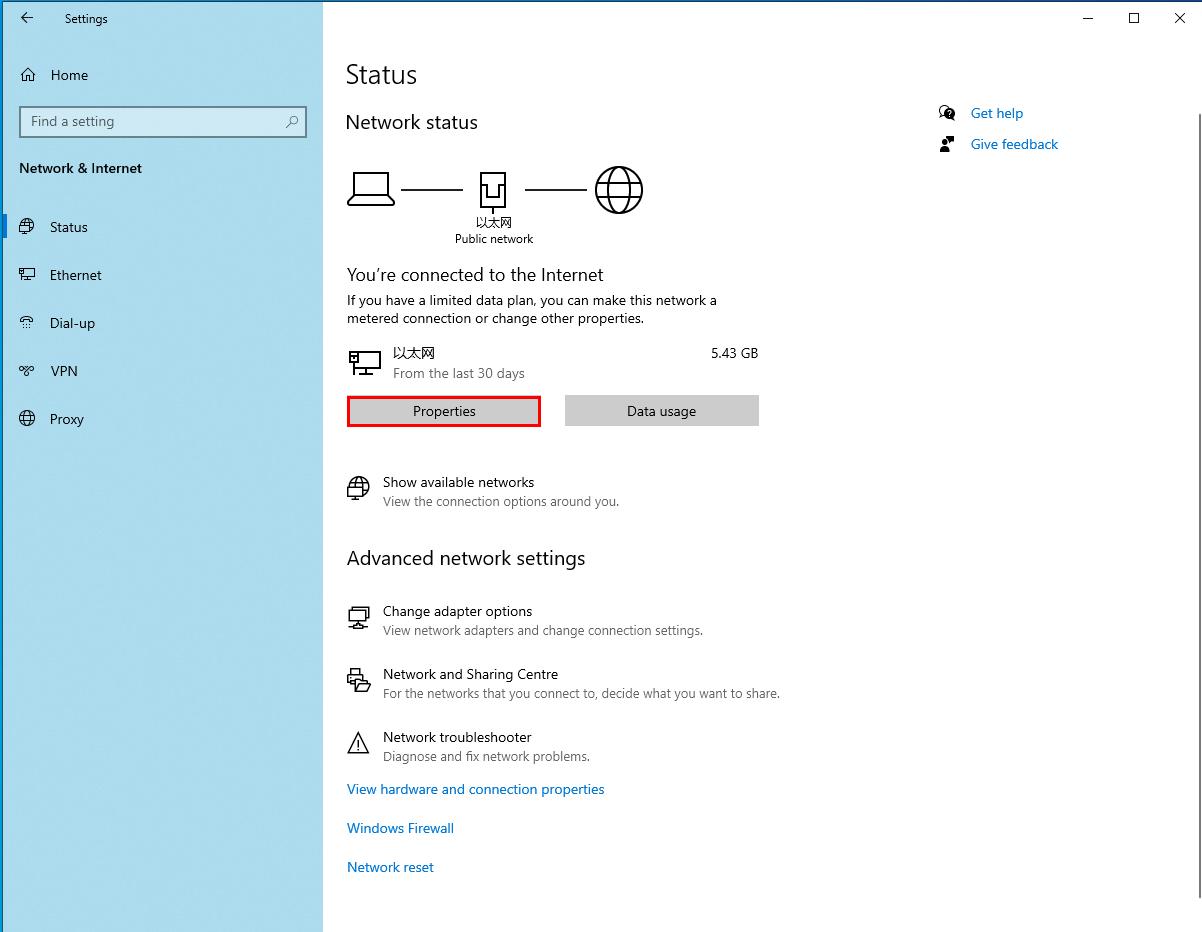 Settings
Home
Find a setting
Network & Internet
Status
Ethernet
Dial-up
VPN
Proxy
Status
Network status
以太网
Public network
You're connected to the Internet
If you have a limited data plan, you can make this network a
metered connection or change other properties.
以太网
5.43 GB
From the last 30 days
Properties
Data usage
Show available networks
View the connection options around you.
Advanced network settings
Change adapter options
View network adapters and change connection settings.
Network and Sharing Centre
For the networks that you connect to, decide what you want to share.
Network troubleshooter
Diagnose and fix network problems.
View hardware and connection properties
Windows Firewall
Network reset
Get help
Give feedback